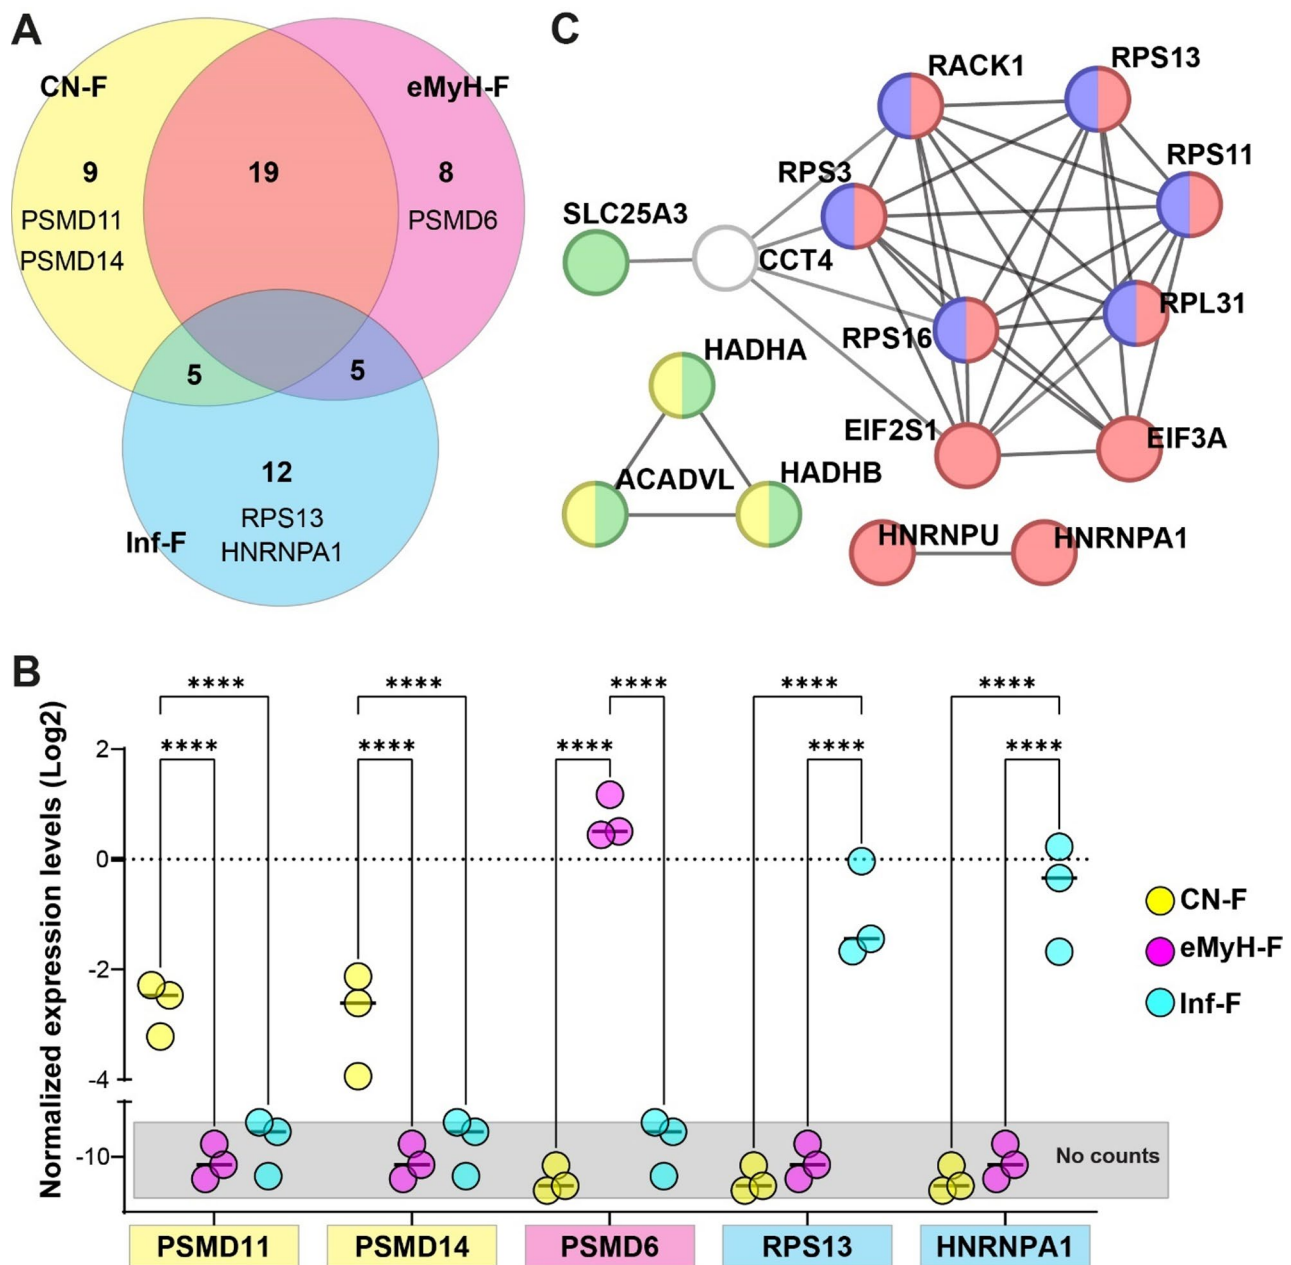 A
CN-F
eMyH-F
9
19
8
PSMD11
PSMD14
PSMD6
5
5
12
RPS13
HNRNPA1
Inf-F
C
RACK1
RPS13
RPS3
RPS11
SLC25A3
CCT4
RPL31
RPS16
HADHA
EIF2S1
EIF3A
ACADVL
HADHB
HNRNPU
HNRNPA1
B
Normalized expression levels (Log2)
2
0
-2
-4
-10
**** **** **** **** ****
**** **** **** **** ****
No counts
CN-F
eMyH-F
Inf-F
PSMD11
PSMD14
PSMD6
RPS13
HNRNPA1